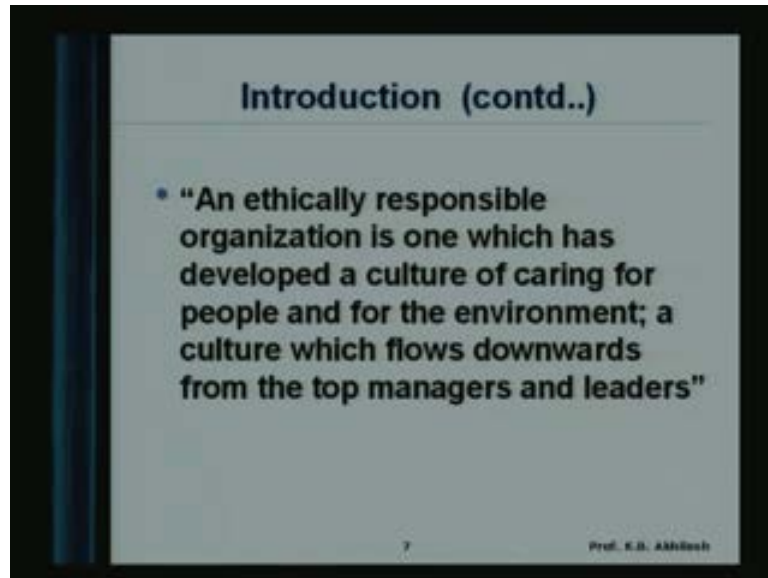 Introduction (contd..)
• “An ethically responsible
organization is one which has
developed a culture of caring for
people and for the environment; a
culture which flows downwards
from the top managers and leaders”
7 Prof. K.B. Akhilesh